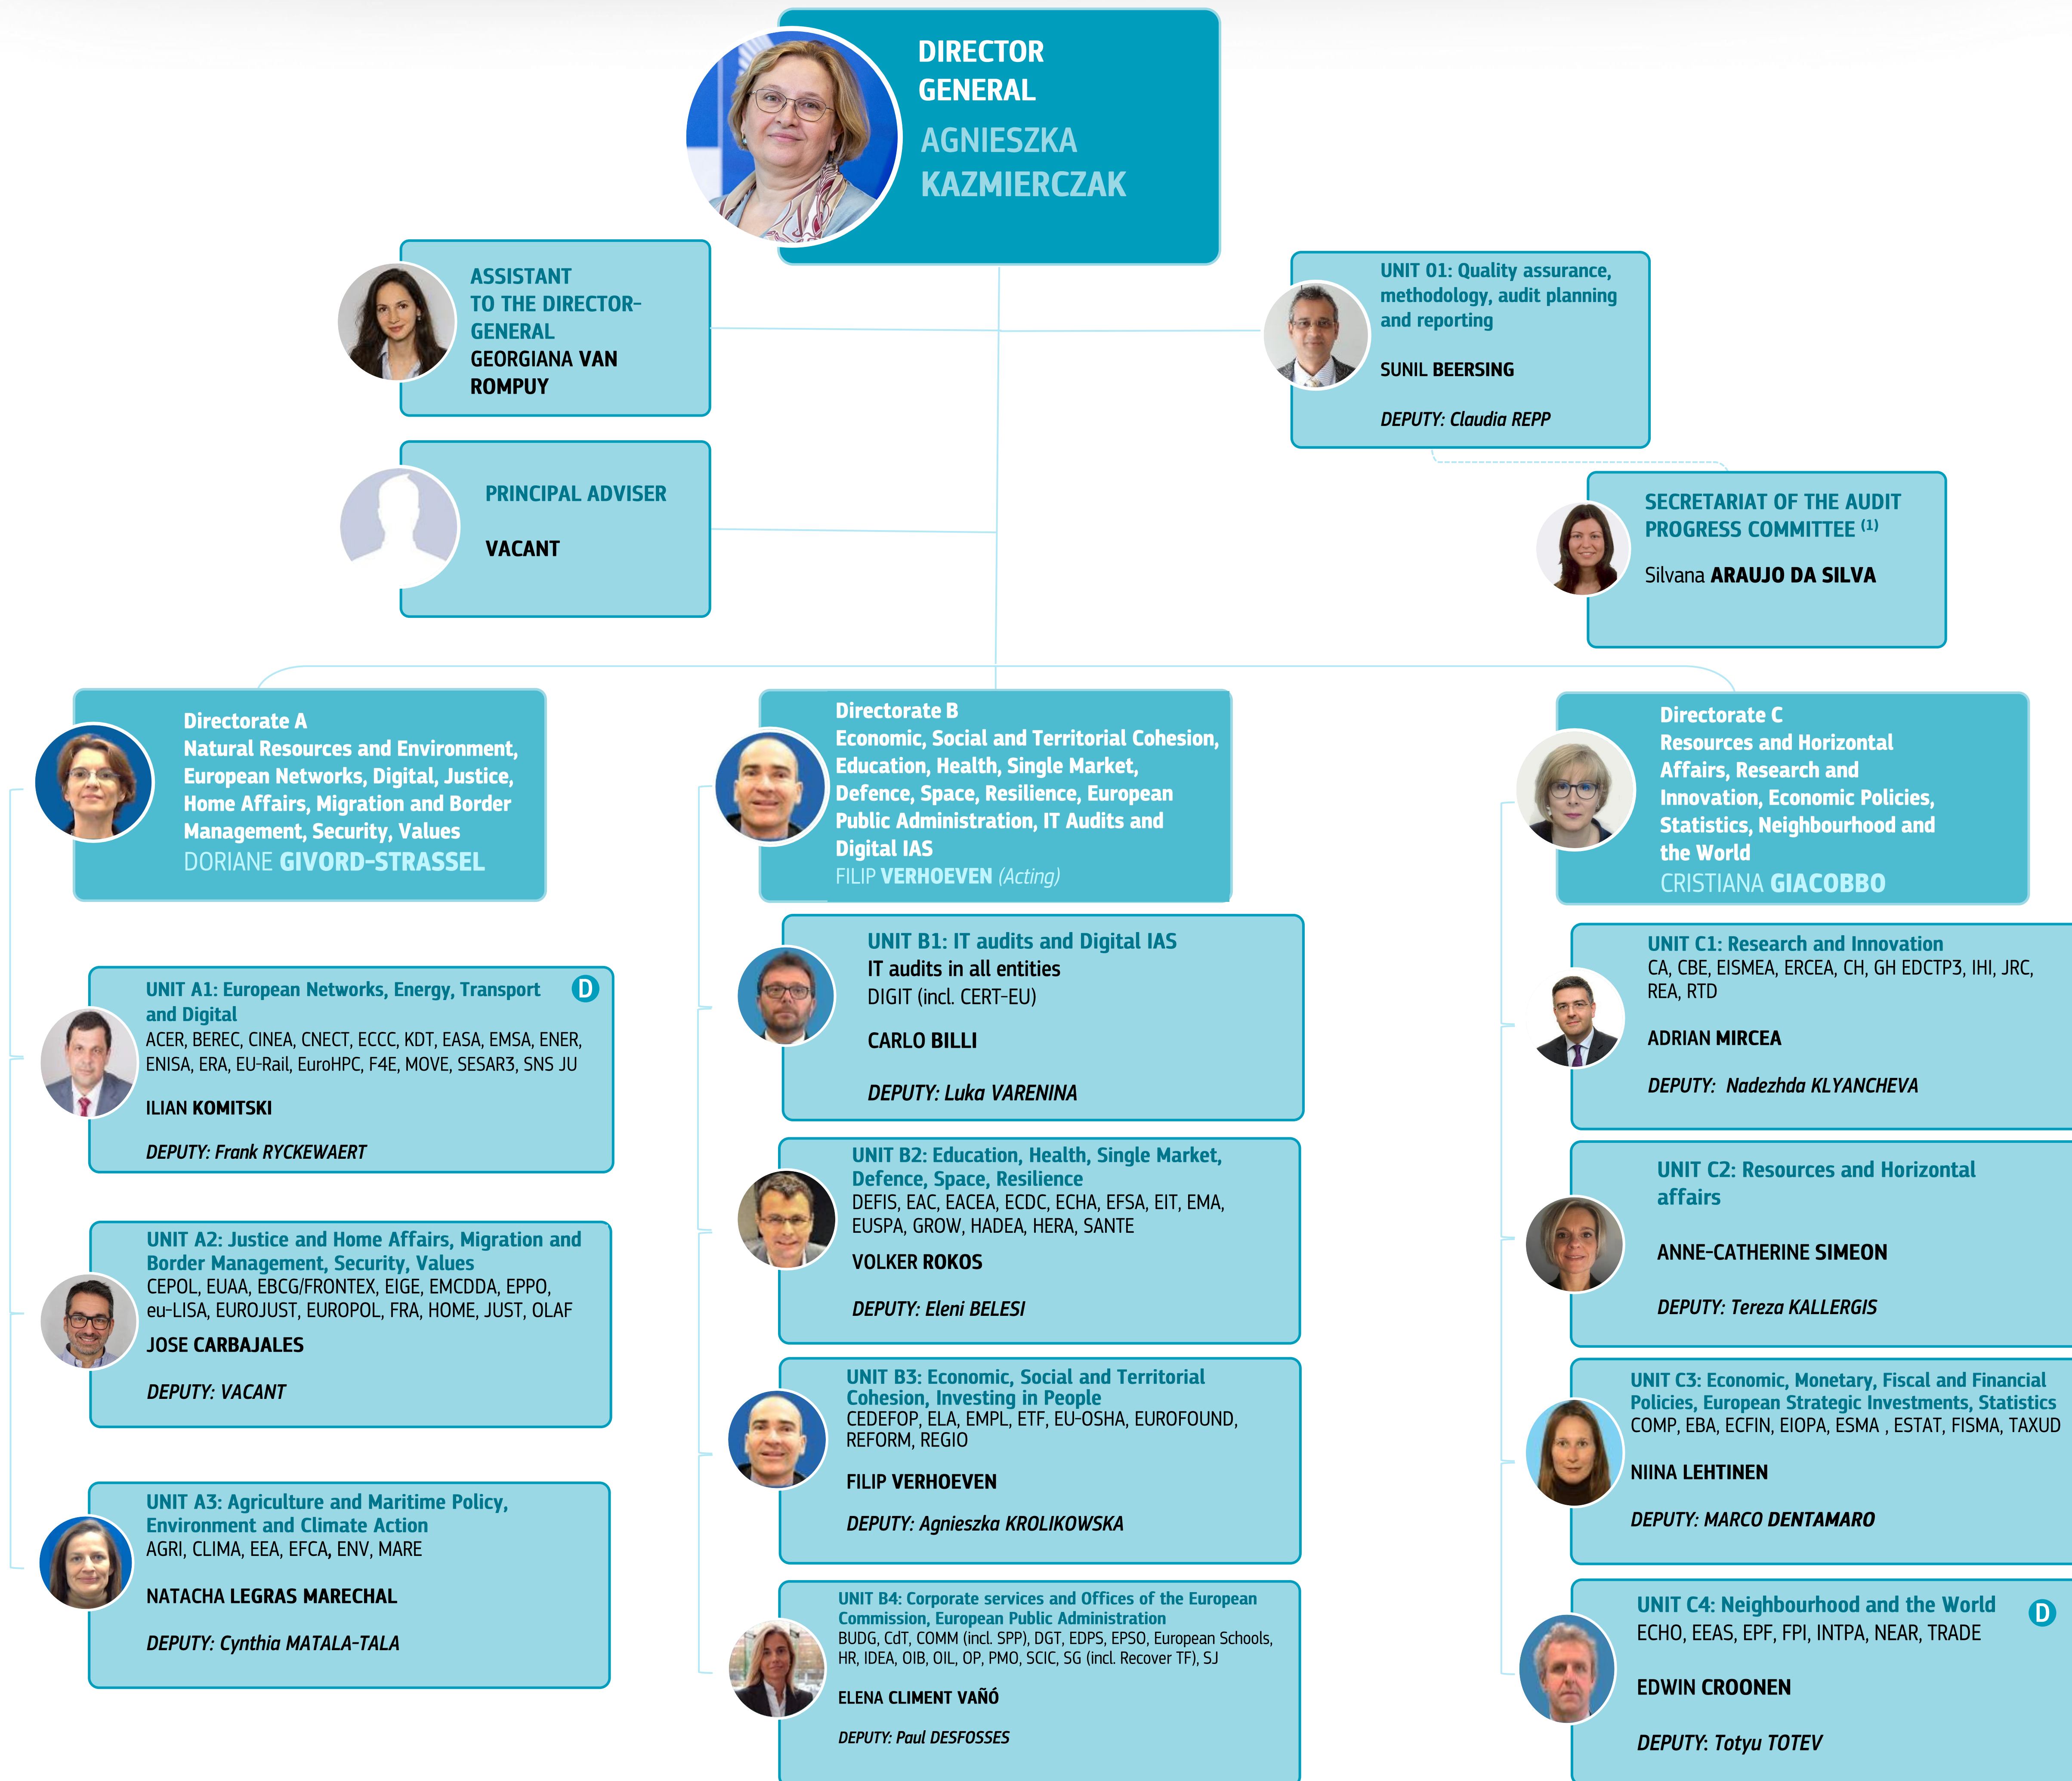 DIRECTOR
GENERAL
AGNIESZKA
KAZMIERCZAK
ASSISTANT
TO THE DIRECTOR-
GENERAL
GEORGIANA VAN
ROMPUY
UNIT 01: Quality assurance,
methodology, audit planning
and reporting
SUNIL BEERSING
DEPUTY: Claudia REPP
PRINCIPAL ADVISER
VACANT
SECRETARIAT OF THE AUDIT
PROGRESS COMMITTEE (1)
Silvana ARAUJO DA SILVA
Directorate A
Natural Resources and Environment,
European Networks, Digital, Justice,
Home Affairs, Migration and Border
Management, Security, Values
DORIANE GIVORD-STRASSEL
UNIT A1: European Networks, Energy, Transport
and Digital
D
ACER, BEREC, CINEA, CNECT, ECCC, KDT, EASA, EMSA, ENER,
ENISA, ERA, EU-Rail, EuroHPC, F4E, MOVE, SESAR3, SNS JU
ILIAN KOMITSKI
DEPUTY: Frank RYCKEWAERT
UNIT A2: Justice and Home Affairs, Migration and
Border Management, Security, Values
CEPOL, EUAA, EBCG/FRONTEX, EIGE, EMCDDA, EPPO,
eu-LISA, EUROJUST, EUROPOL, FRA, HOME, JUST, OLAF
JOSE CARBAJALES
DEPUTY: VACANT
UNIT A3: Agriculture and Maritime Policy,
Environment and Climate Action
AGRI, CLIMA, EEA, EFCA, ENV, MARE
NATACHA LEGRAS MARECHAL
DEPUTY: Cynthia MATALA-TALA
Directorate B
Economic, Social and Territorial Cohesion,
Education, Health, Single Market,
Defence, Space, Resilience, European
Public Administration, IT Audits and
Digital IAS
FILIP VERHOEVEN (Acting)
UNIT B1: IT audits and Digital IAS
IT audits in all entities
DIGIT (incl. CERT-EU)
CARLO BILLI
DEPUTY: Luka VARENINA
UNIT B2: Education, Health, Single Market,
Defence, Space, Resilience
DEFIS, EAC, EACEA, ECDC, ECHA, EFSA, EIT, EMA,
EUSPA, GROW, HADEA, HERA, SANTE
VOLKER ROKOS
DEPUTY: Eleni BELESI
UNIT B3: Economic, Social and Territorial
Cohesion, Investing in People
CEDEFOP, ELA, EMPL, ETF, EU-OSHA, EUROFOUND,
REFORM, REGIO
FILIP VERHOEVEN
DEPUTY: Agnieszka KROLIKOWSKA
UNIT B4: Corporate services and Offices of the European
Commission, European Public Administration
BUDG, CdT, COMM (incl. SPP), DGT, EDPS, EPSO, European Schools,
HR, IDEA, OIB, OIL, OP, PMO, SCIC, SG (incl. Recover TF), SJ
ELENA CLIMENT VAÑÓ
DEPUTY: Paul DESFOSSES
Directorate C
Resources and Horizontal
Affairs, Research and
Innovation, Economic Policies,
Statistics, Neighbourhood and
the World
CRISTIANA GIACOBBO
UNIT C1: Research and Innovation
CA, CBE, EISMEA, ERCEA, CH, GH EDCTP3, IHI, JRC,
REA, RTD
ADRIAN MIRCEA
DEPUTY: Nadezhda KLYANCHEVA
UNIT C2: Resources and Horizontal
affairs
ANNE-CATHERINE SIMEON
DEPUTY: Tereza KALLERGIS
UNIT C3: Economic, Monetary, Fiscal and Financial
Policies, European Strategic Investments, Statistics
COMP, EBA, ECFIN, EIOPA, ESMA , ESTAT, FISMA, TAXUD
NIINA LEHTINEN
DEPUTY: MARCO DENTAMARO
UNIT C4: Neighbourhood and the World
D
ECHO, EEAS, EPF, FPI, INTPA, NEAR, TRADE
EDWIN CROONEN
DEPUTY: Totyu TOTEV